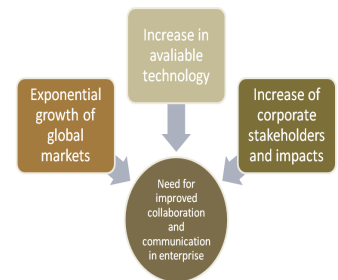 Increase in
avaliable
technology
Exponential
growth of
global
markets
Increase of
corporate
stakeholders
and impacts
Need for
improved
collaboration
and
communication
in enterprise